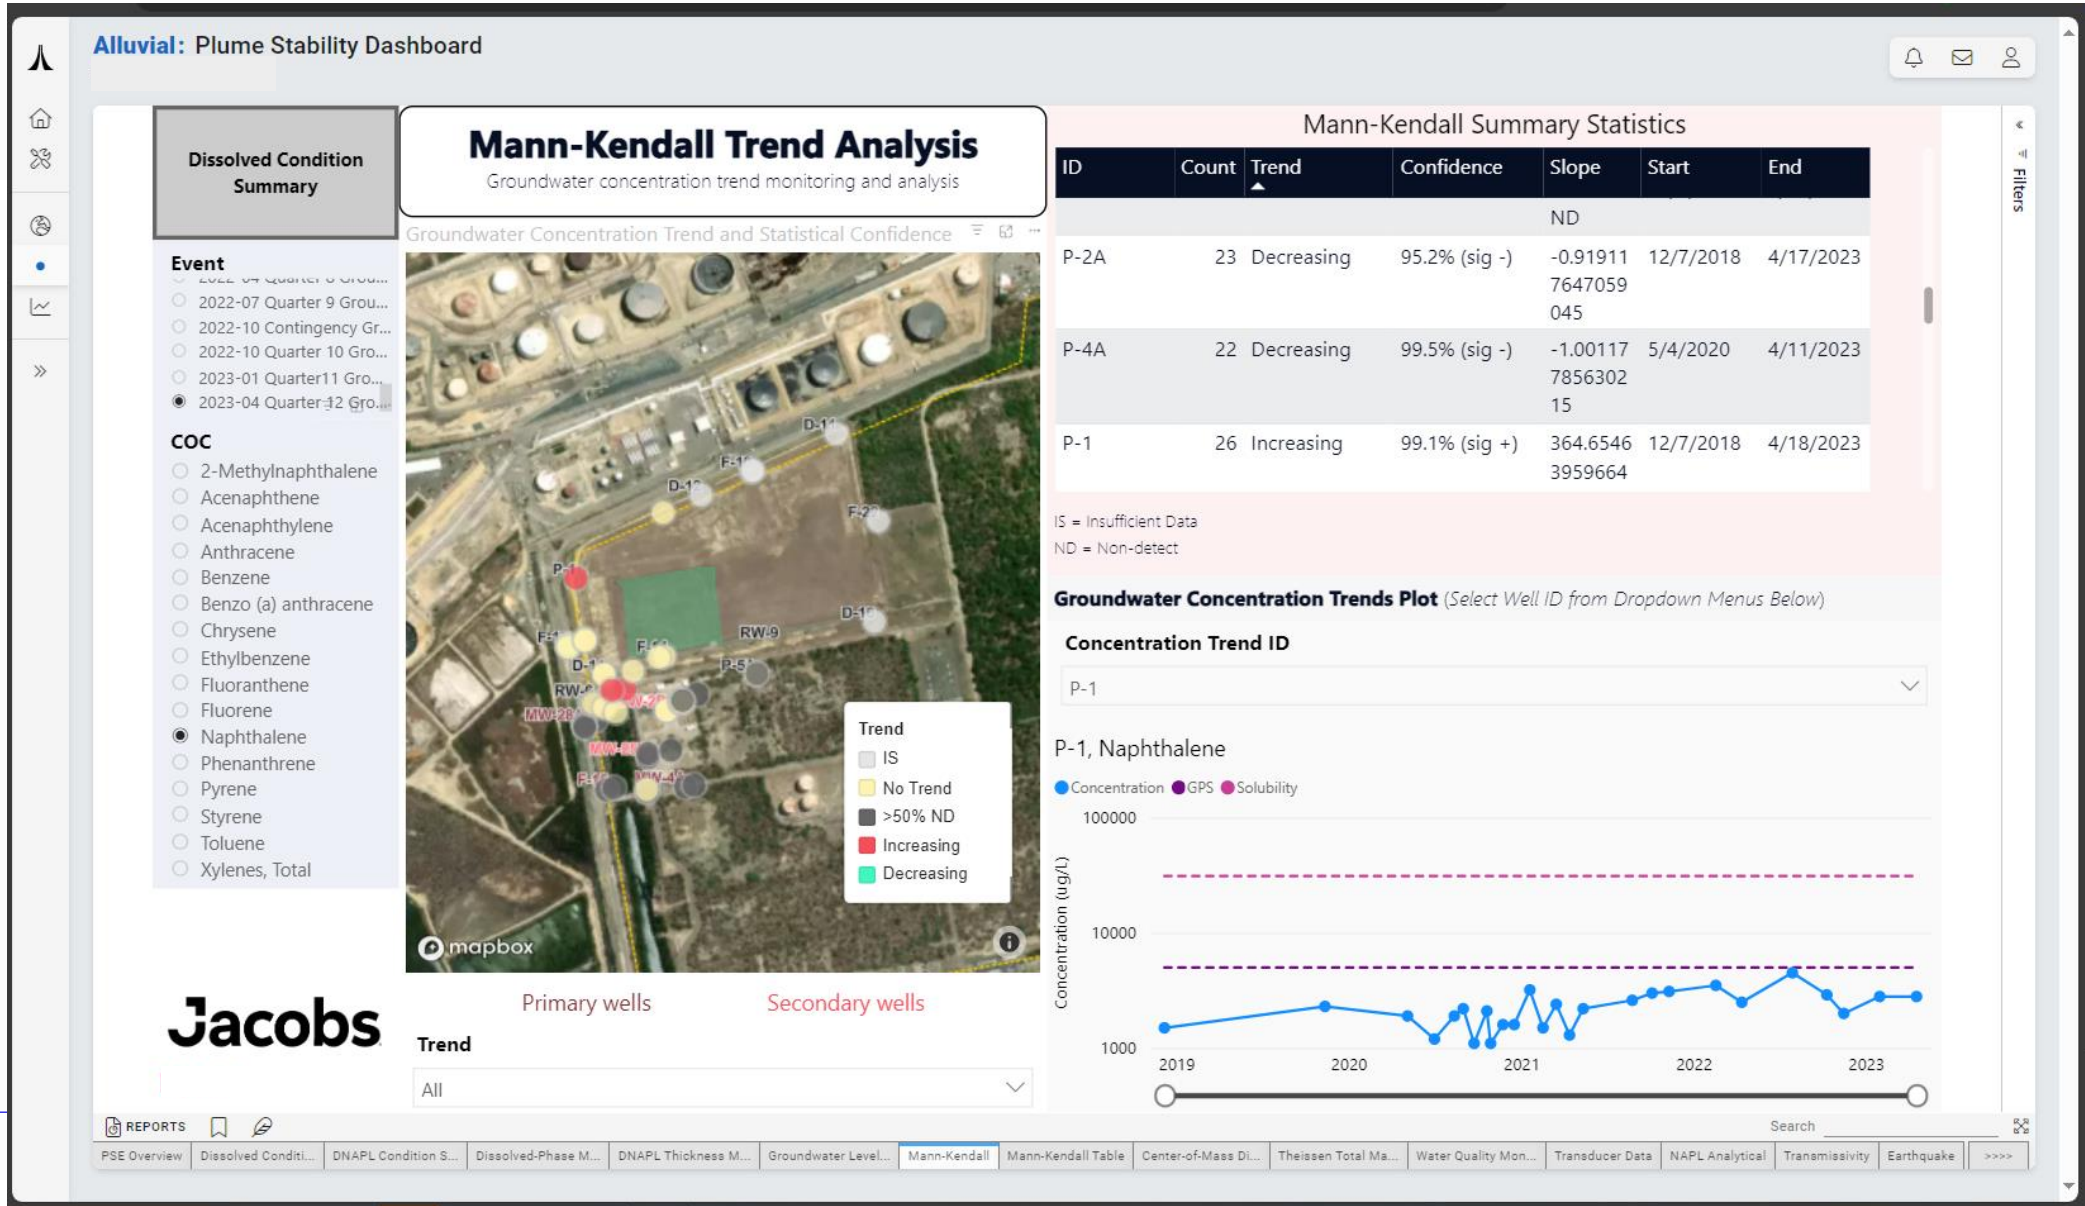 Alluvial: Plume Stability Dashboard
Dissolved Condition
Summary
Mann-Kendall Trend Analysis
Groundwater concentration trend monitoring and analysis
Groundwater Concentration Trend and Statistical Confidence
Event
2022-07 Quarter 9 Grou...
2022-10 Contingency Gr...
2022-10 Quarter 10 Gro...
2023-01 Quarter11 Gro...
2023-04 Quarter 12 Gro...
COC
2-Methylnaphthalene
Acenaphthene
Acenaphthylene
Anthracene
Benzene
Benzo (a) anthracene
Chrysene
Ethylbenzene
Fluoranthene
Fluorene
Naphthalene
Phenanthrene
Pyrene
Styrene
Toluene
Xylenes, Total
Jacobs
D-11
F-2
RW-9
P-5
MW-28
Trend
IS
No Trend
>50% ND
Increasing
Decreasing
mapbox
Primary wells Secondary wells
Trend
All
Mann-Kendall Summary Statistics
ID Count Trend Confidence Slope Start End
ND
P-2A 23 Decreasing 95.2% (sig -) -0.91911 12/7/2018 4/17/2023
7647059
045
P-4A 22 Decreasing 99.5% (sig -) -1.00117 5/4/2020 4/11/2023
7856302
15
P-1 26 Increasing 99.1% (sig +) 364.6546 12/7/2018 4/18/2023
3959664
IS = Insufficient Data
ND = Non-detect
Groundwater Concentration Trends Plot (Select Well ID from Dropdown Menus Below)
Concentration Trend ID
P-1
P-1, Naphthalene
Concentration GPS Solubility
Concentration (ug/L)
100000
10000
1000
2019 2020 2021 2022 2023
Filters
REPORTS
Search
PSE Overview Dissolved Conditi... DNAPL Condition S... Dissolved-Phase M... DNAPL Thickness M... Groundwater Level... Mann-Kendall Mann-Kendall Table Center-of-Mass Di... Theissen Total Ma... Water Quality Mon... Transducer Data NAPL Analytical Transmissivity Earthquake >>>>